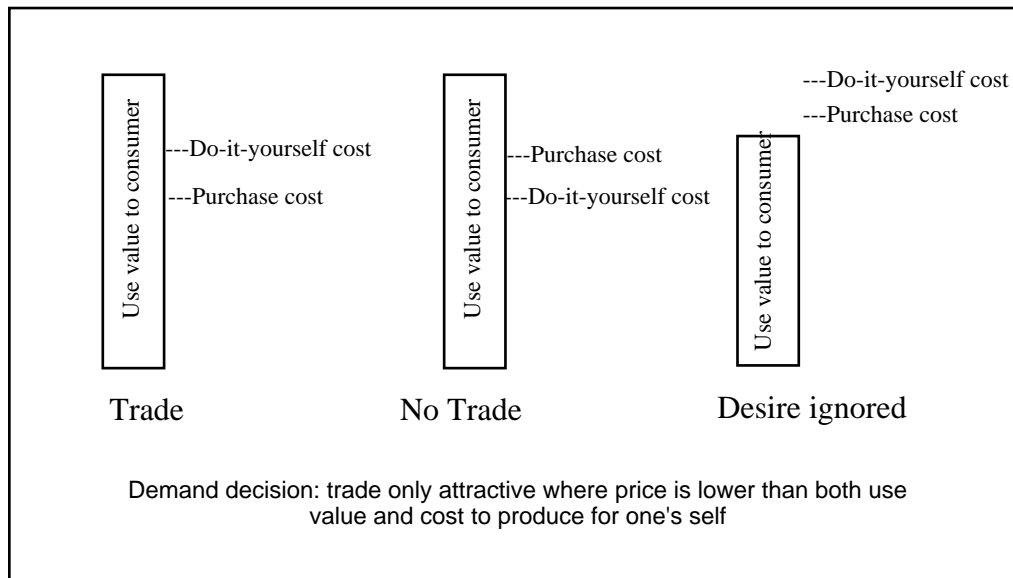 Use value to consumer
---Do-it-yourself cost
---Purchase cost
Trade
Use value to consumer
---Purchase cost
---Do-it-yourself cost
No Trade
---Do-it-yourself cost
---Purchase cost
Use value to consumer
Desire ignored
Demand decision: trade only attractive where price is lower than both use
value and cost to produce for one's self